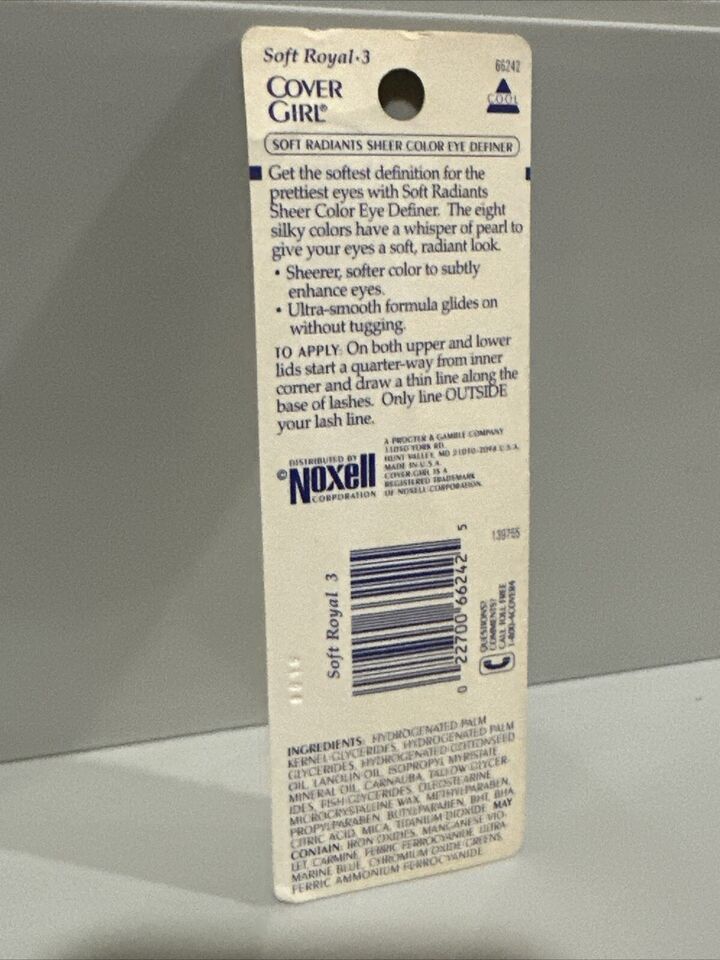 Soft Royal•3
66242
COVER
GIRL®
COOL
SOFT RADIANTS SHEER COLOR EYE DEFINER
Get the softest definition for the
prettiest eyes with Soft Radiants
Sheer Color Eye Definer. The eight
silky colors have a whisper of pearl to
give your eyes a soft, radiant look.
• Sheerer, softer color to subtly
enhance eyes.
• Ultra-smooth formula glides on
without tugging.
TO APPLY: On both upper and lower
lids start a quarter-way from inner
corner and draw a thin line along the
base of lashes. Only line OUTSIDE
your lash line.
DISTRIBUTED BY
© Noxell
CORPORATION
A PROCTER & GAMBLE COMPANY
11050 YORK RD.
HUNT VALLEY, MD 21030-2098 U.S.A.
MADE IN U.S.A.
COVER GIRL IS A
REGISTERED TRADEMARK
OF NOXELL CORPORATION.
139755
Soft Royal 3
0 22700 66242 5
QUESTIONS?
COMMENTS?
CALL TOLL FREE
1-800-4COVER4
INGREDIENTS: HYDROGENATED PALM
KERNEL GLYCERIDES, HYDROGENATED PALM
GLYCERIDES, HYDROGENATED COTTONSEED
OIL, LANOLIN OIL, ISOPROPYL MYRISTATE,
MINERAL OIL, CARNAUBA, TALLOW GLYCER-
IDES, FISH GLYCERIDES, OLEOSTEARINE,
MICROCRYSTALLINE WAX, METHYLPARABEN,
PROPYLPARABEN, BUTYLPARABEN, BHT, BHA,
CITRIC ACID, MICA, TITANIUM DIOXIDE. MAY
CONTAIN: IRON OXIDES, MANGANESE VIO-
LET, CARMINE, FERRIC FERROCYANIDE, ULTRA-
MARINE BLUE, CHROMIUM OXIDE GREENS,
FERRIC AMMONIUM FERROCYANIDE.